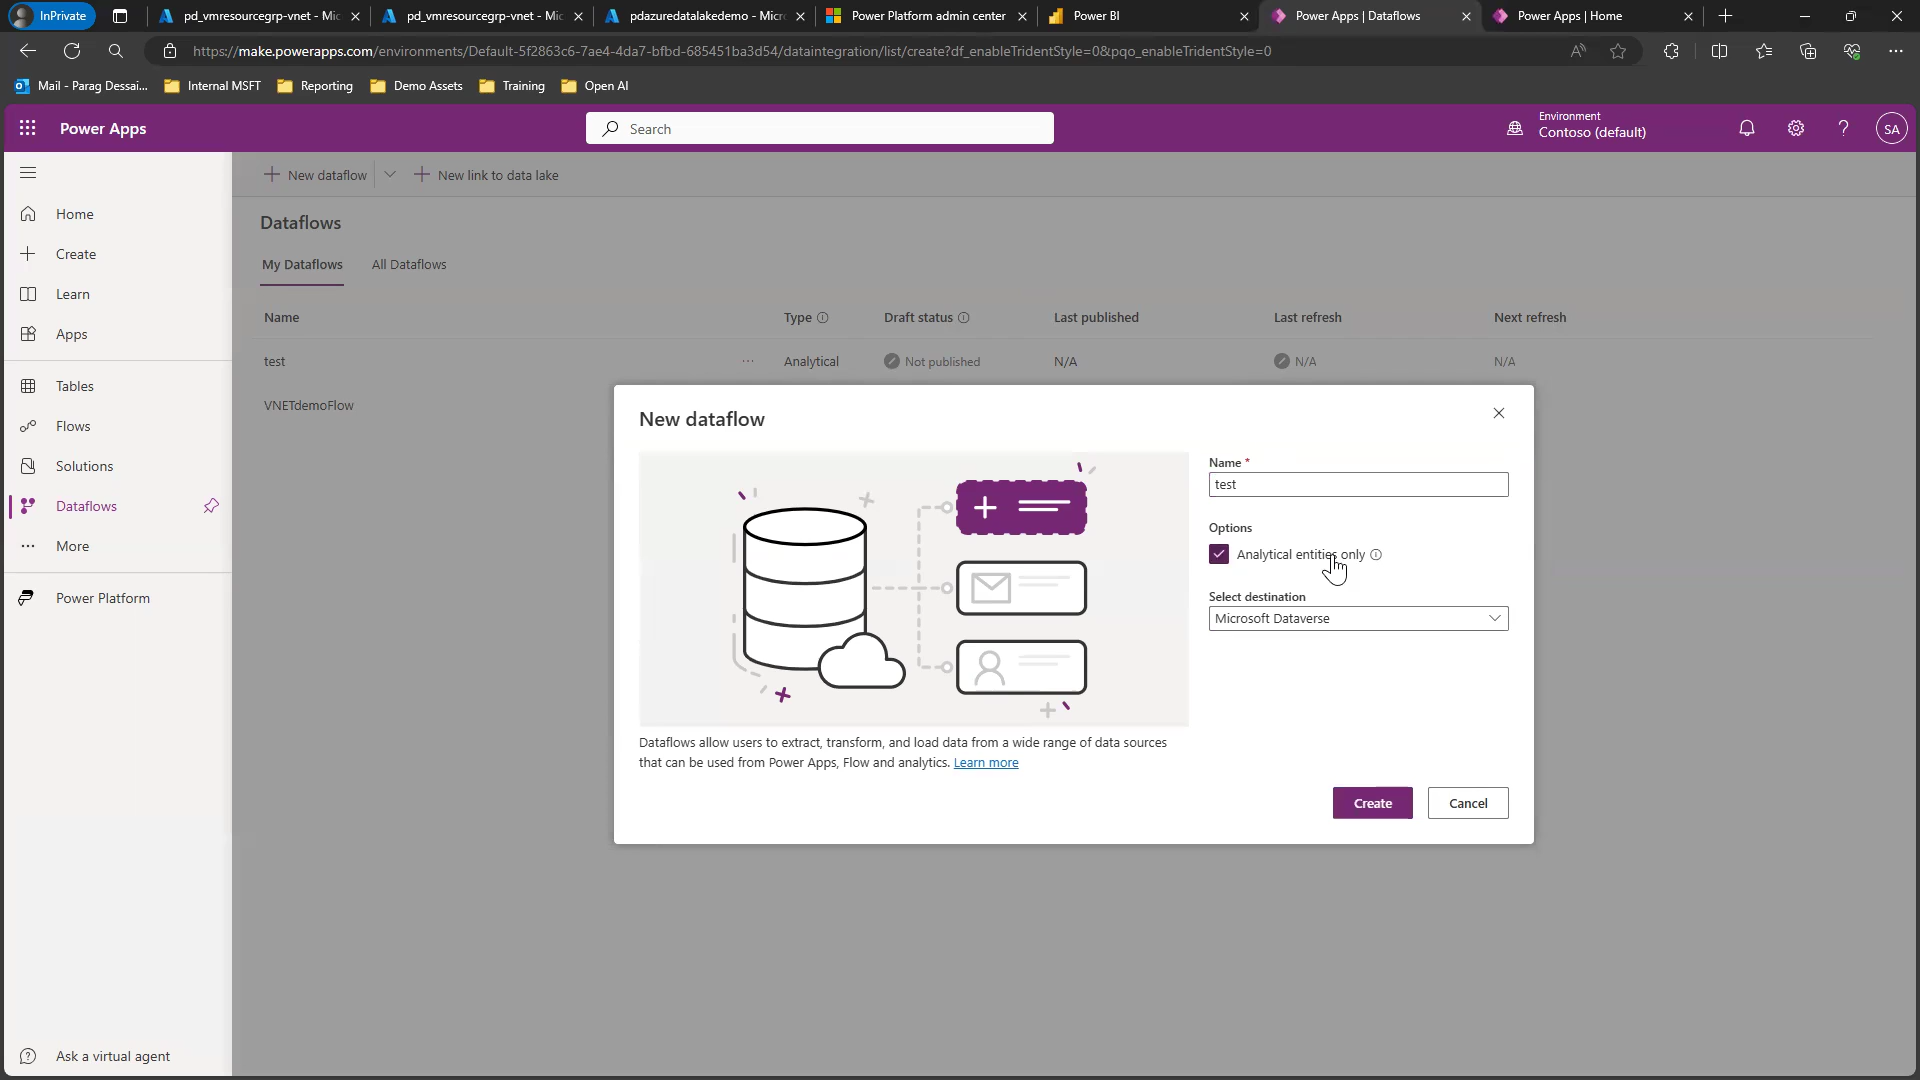 InPrivate
pd_vmresourcegrp-vnet - Mic
pd_vmresourcegrp-vnet - Mic
pdazuredatalakedemo - Micro
Power Platform admin center
Power BI
Power Apps | Dataflows
Power Apps | Home
https://make.powerapps.com/environments/Default-5f2863c6-7ae4-4da7-bfbd-685451ba3d54/dataintegration/list/create?df_enableTridentStyle=0&pqo_enableTridentStyle=0
Mail - Parag Dessai...
Internal MSFT
Reporting
Demo Assets
Training
Open AI
Power Apps
Search
Environment
Contoso (default)
SA
New dataflow
New link to data lake
Home
Create
Learn
Apps
Tables
Flows
Solutions
Dataflows
More
Power Platform
Ask a virtual agent
Dataflows
My Dataflows
All Dataflows
Name
Type
Draft status
Last published
Last refresh
Next refresh
test
Analytical
Not published
N/A
N/A
N/A
VNETdemoFlow
New dataflow
Name *
test
Options
Analytical entities only
Select destination
Microsoft Dataverse
Dataflows allow users to extract, transform, and load data from a wide range of data sources
that can be used from Power Apps, Flow and analytics. Learn more
Create
Cancel